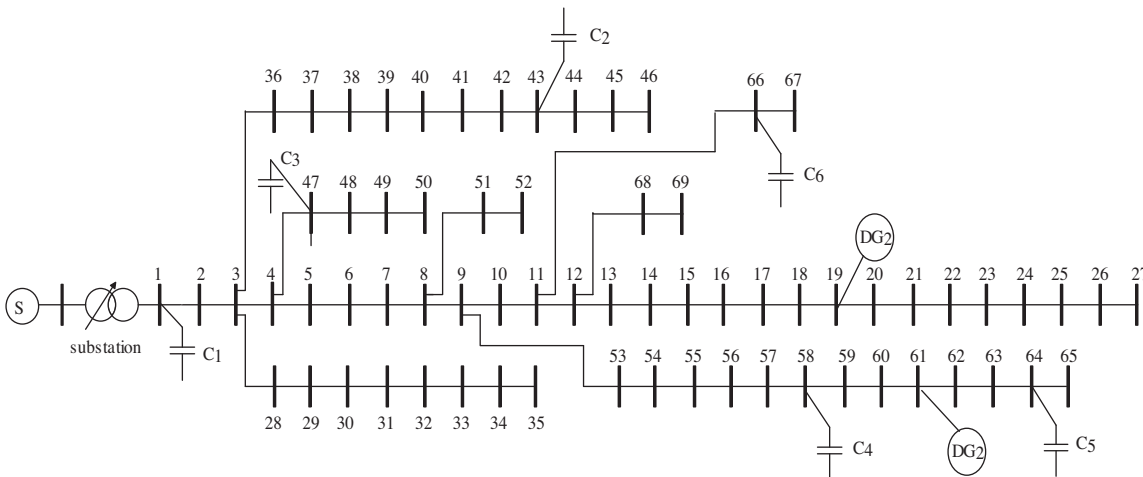 C2
36 37 38 39 40 41 42 43 44 45 46
66 67
C3
C6
47 48 49 50
51 52
68 69
DG2
1 2 3 4 5 6 7 8 9 10 11 12 13 14 15 16 17 18 19 20 21 22 23 24 25 26 27
S
substation
C1
53 54 55 56 57 58 59 60 61 62 63 64 65
28 29 30 31 32 33 34 35
C4
DG2
C5